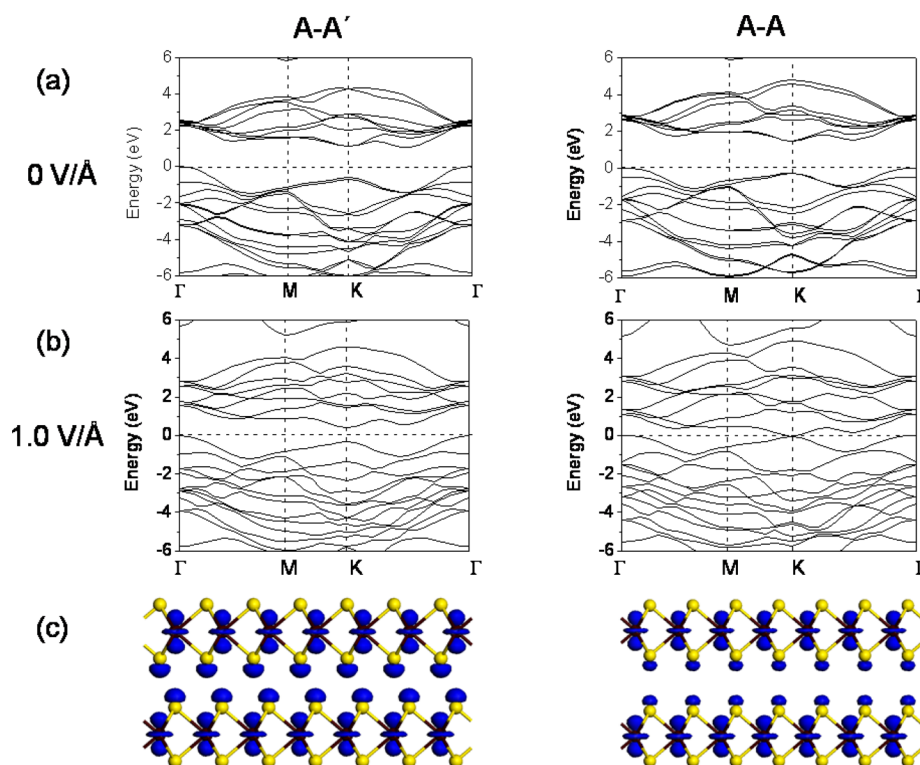 A-A´ A-A
(a)
0 V/Å
Energy (eV)
6
4
2
0
-2
-4
-6
Γ M K Γ
Energy (eV)
6
4
2
0
-2
-4
-6
Γ M K Γ
(b)
1.0 V/Å
Energy (eV)
6
4
2
0
-2
-4
-6
Γ M K Γ
Energy (eV)
6
4
2
0
-2
-4
-6
Γ M K
(c)